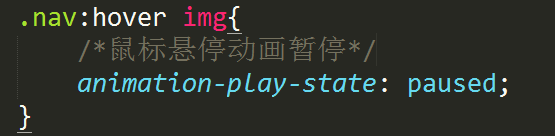 .nav:hover img{
/*鼠标悬停动画暂停*/
animation-play-state: paused;
}